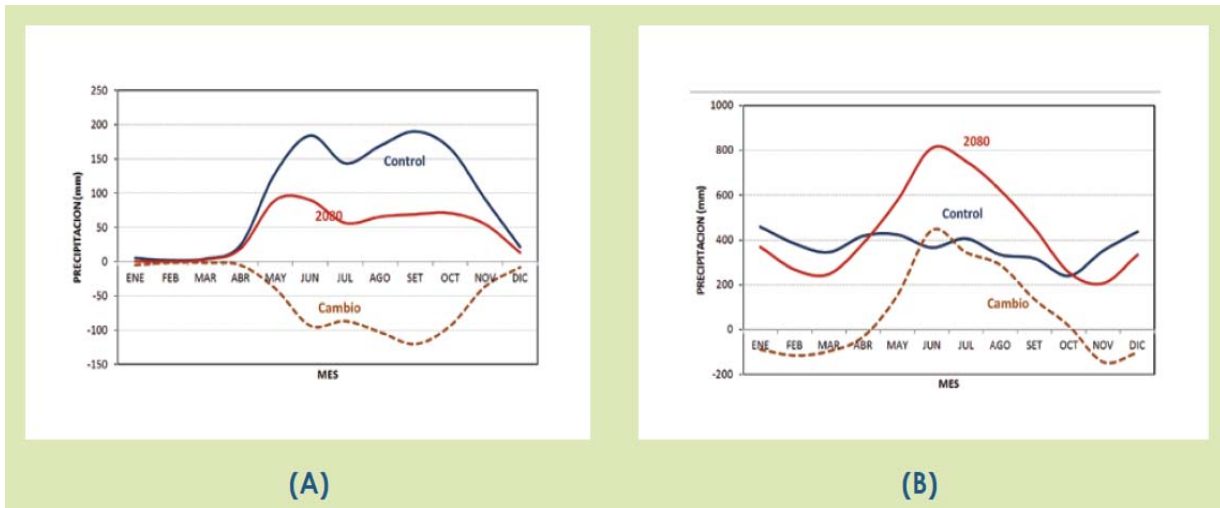 250
200
150
100
50
0
-50
-100
-150
PRECIPITACION (mm)
Control
2080
Cambio
ENE FEB MAR ABR MAY JUN JUL AGO SET OCT NOV DIC
MES
(A)
1000
800
600
400
200
0
-200
PRECIPITACION (mm)
2080
Control
Cambio
ENE FEB MAR ABR MAY JUN JUL AGO SET OCT NOV DIC
MES
(B)